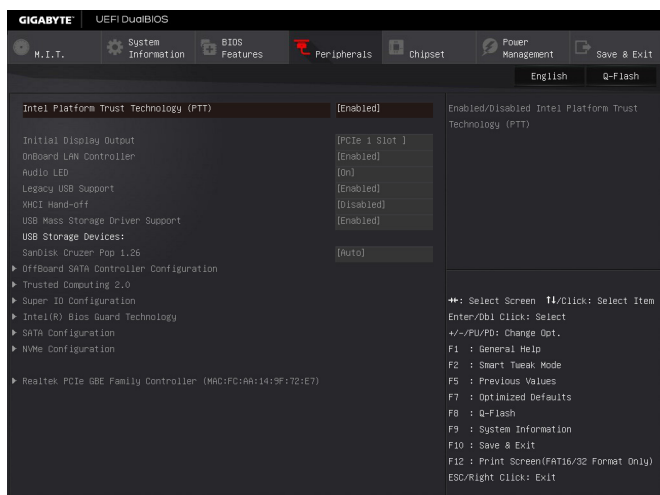 GIGABYTE™ UEFI DualBIOS
M.I.T.
System Information
BIOS Features
Peripherals
Chipset
Power Management
Save & Exit
English
Q-Flash
Intel Platform Trust Technology (PTT) [Enabled]
Enabled/Disabled Intel Platform Trust
Technology (PTT)
Initial Display Output [PCIe 1 Slot ]
OnBoard LAN Controller [Enabled]
Audio LED [On]
Legacy USB Support [Enabled]
XHCI Hand-off [Disabled]
USB Mass Storage Driver Support [Enabled]
USB Storage Devices:
SanDisk Cruzer Pop 1.26 [Auto]
OffBoard SATA Controller Configuration
Trusted Computing 2.0
Super IO Configuration
Intel(R) Bios Guard Technology
SATA Configuration
NVMe Configuration
Realtek PCIe GBE Family Controller (MAC:FC:AA:14:9F:72:E7)
→←: Select Screen ↑↓/Click: Select Item
Enter/Dbl Click: Select
+/-/PU/PD: Change Opt.
F1 : General Help
F2 : Smart Tweak Mode
F5 : Previous Values
F7 : Optimized Defaults
F8 : Q-Flash
F9 : System Information
F10 : Save & Exit
F12 : Print Screen(FAT16/32 Format Only)
ESC/Right Click: Exit